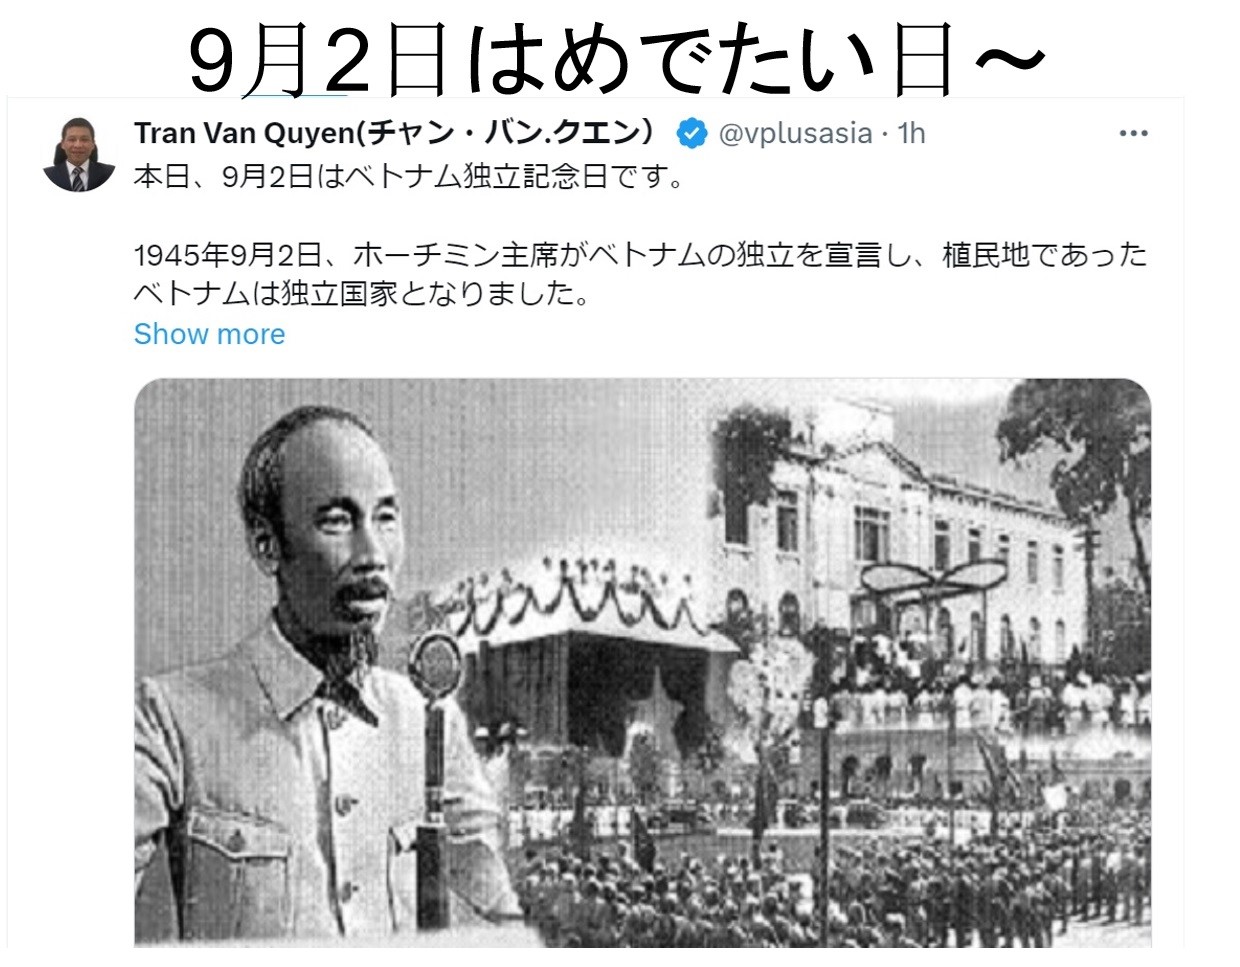 9月2日はめでたい日～
Tran Van Quyen(チャン・バン.クエン） @vplusasia · 1h
本日、9月2日はベトナム独立記念日です。
1945年9月2日、ホーチミン主席がベトナムの独立を宣言し、植民地であった
ベトナムは独立国家となりました。
Show more